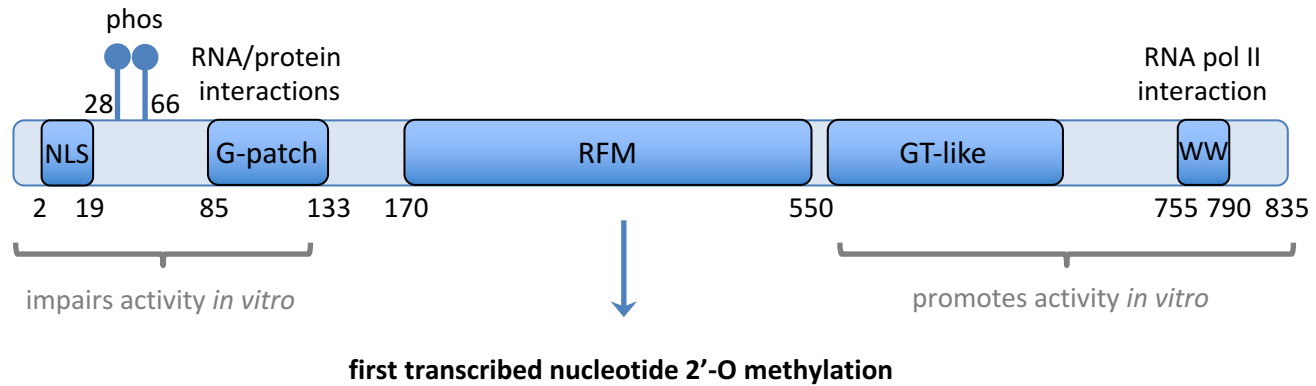 phos
RNA/protein
interactions
RNA pol II
interaction
28 66
NLS G-patch RFM GT-like WW
2 19 85 133 170 550 755 790 835
impairs activity in vitro
promotes activity in vitro
first transcribed nucleotide 2’-O methylation